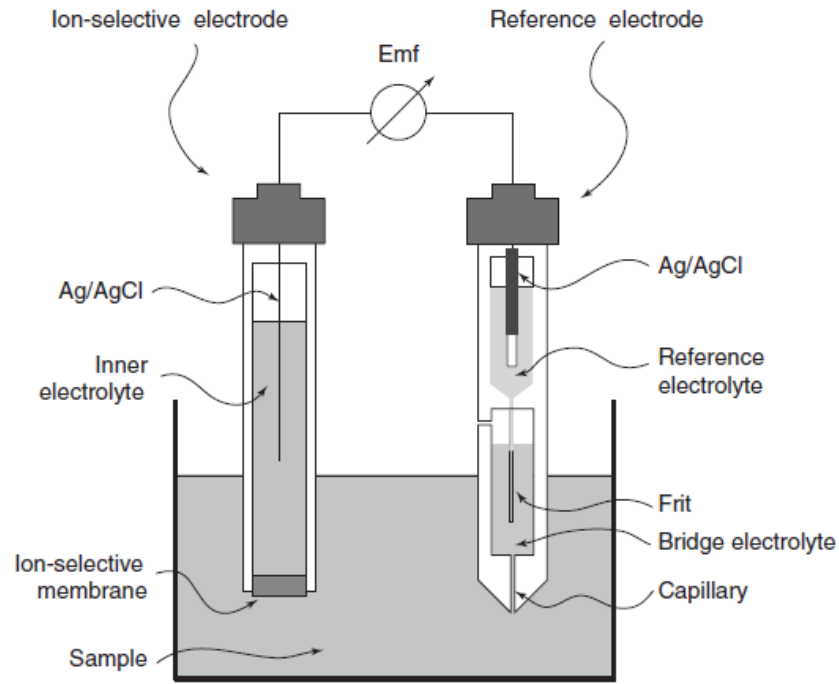 Ion-selective electrode
Reference electrode
Emf
Ag/AgCl
Inner
electrolyte
Ion-selective
membrane
Sample
Ag/AgCl
Reference
electrolyte
Frit
Bridge electrolyte
Capillary